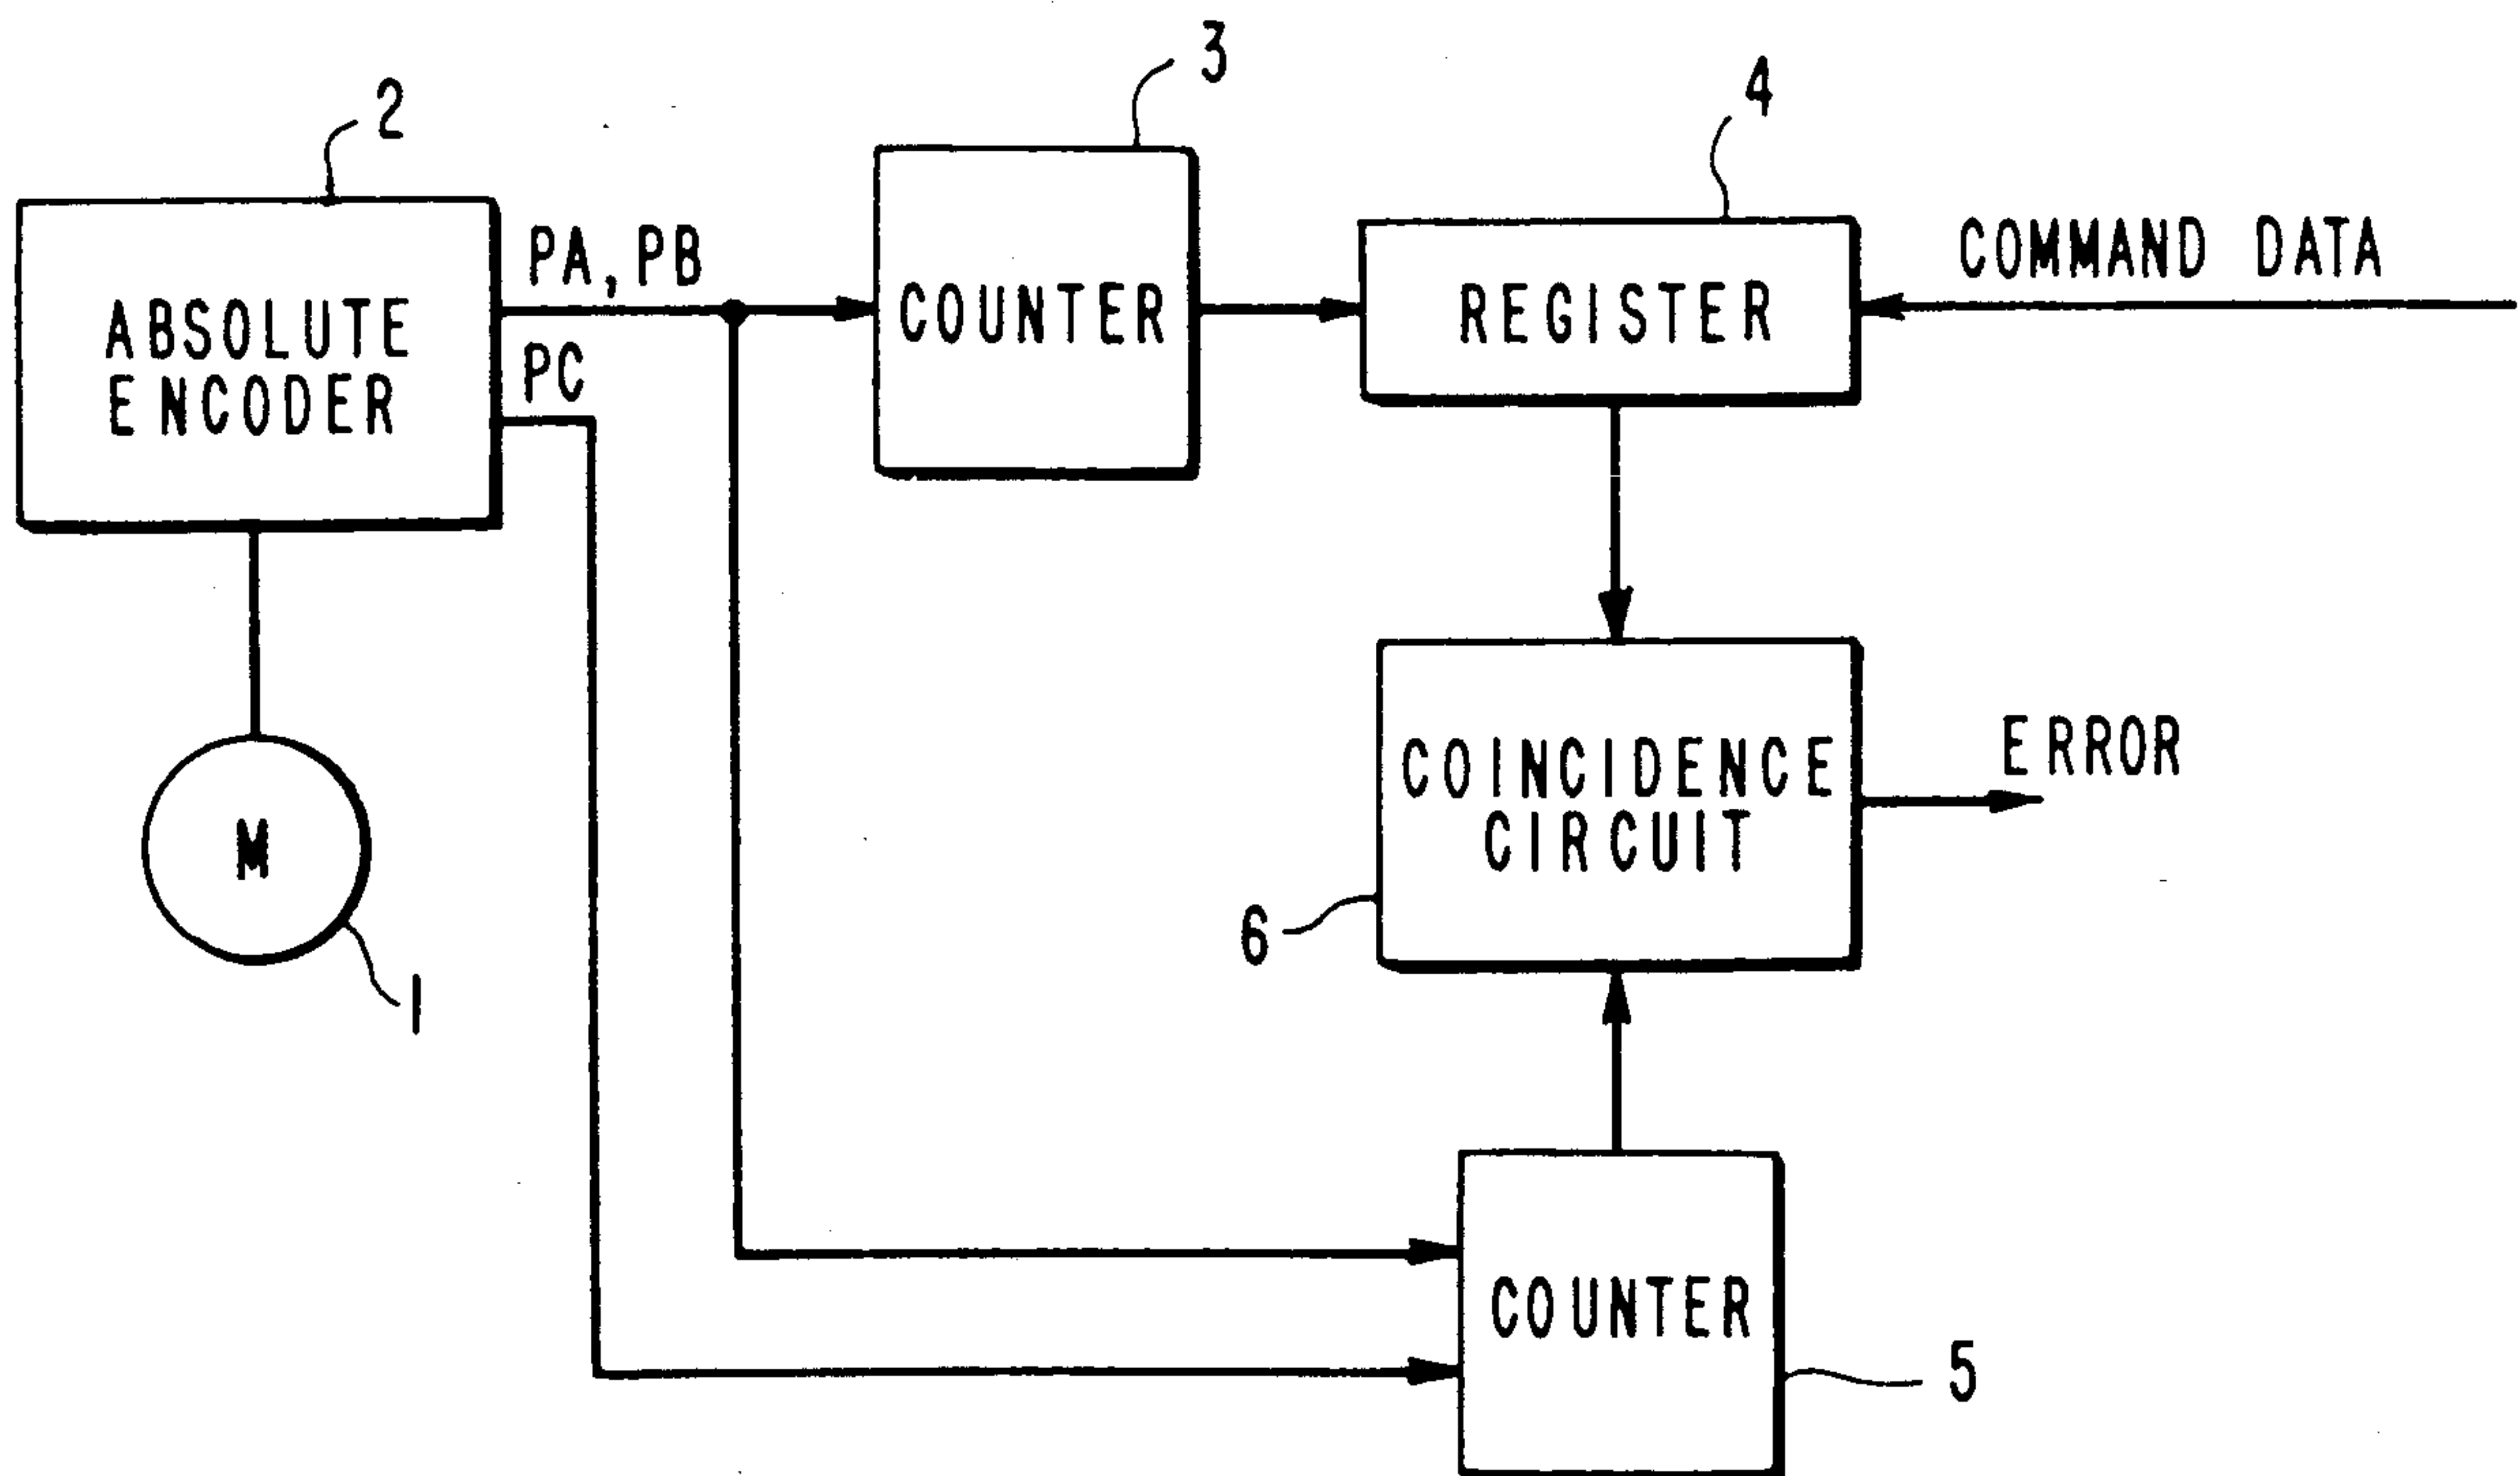 3
4
2
PA, PB
COMMAND DATA
COUNTER
REGISTER
ABSOLUTE
ENCODER
PC
COINCIDENCE
CIRCUIT
ERROR
M
6
1
COUNTER
5